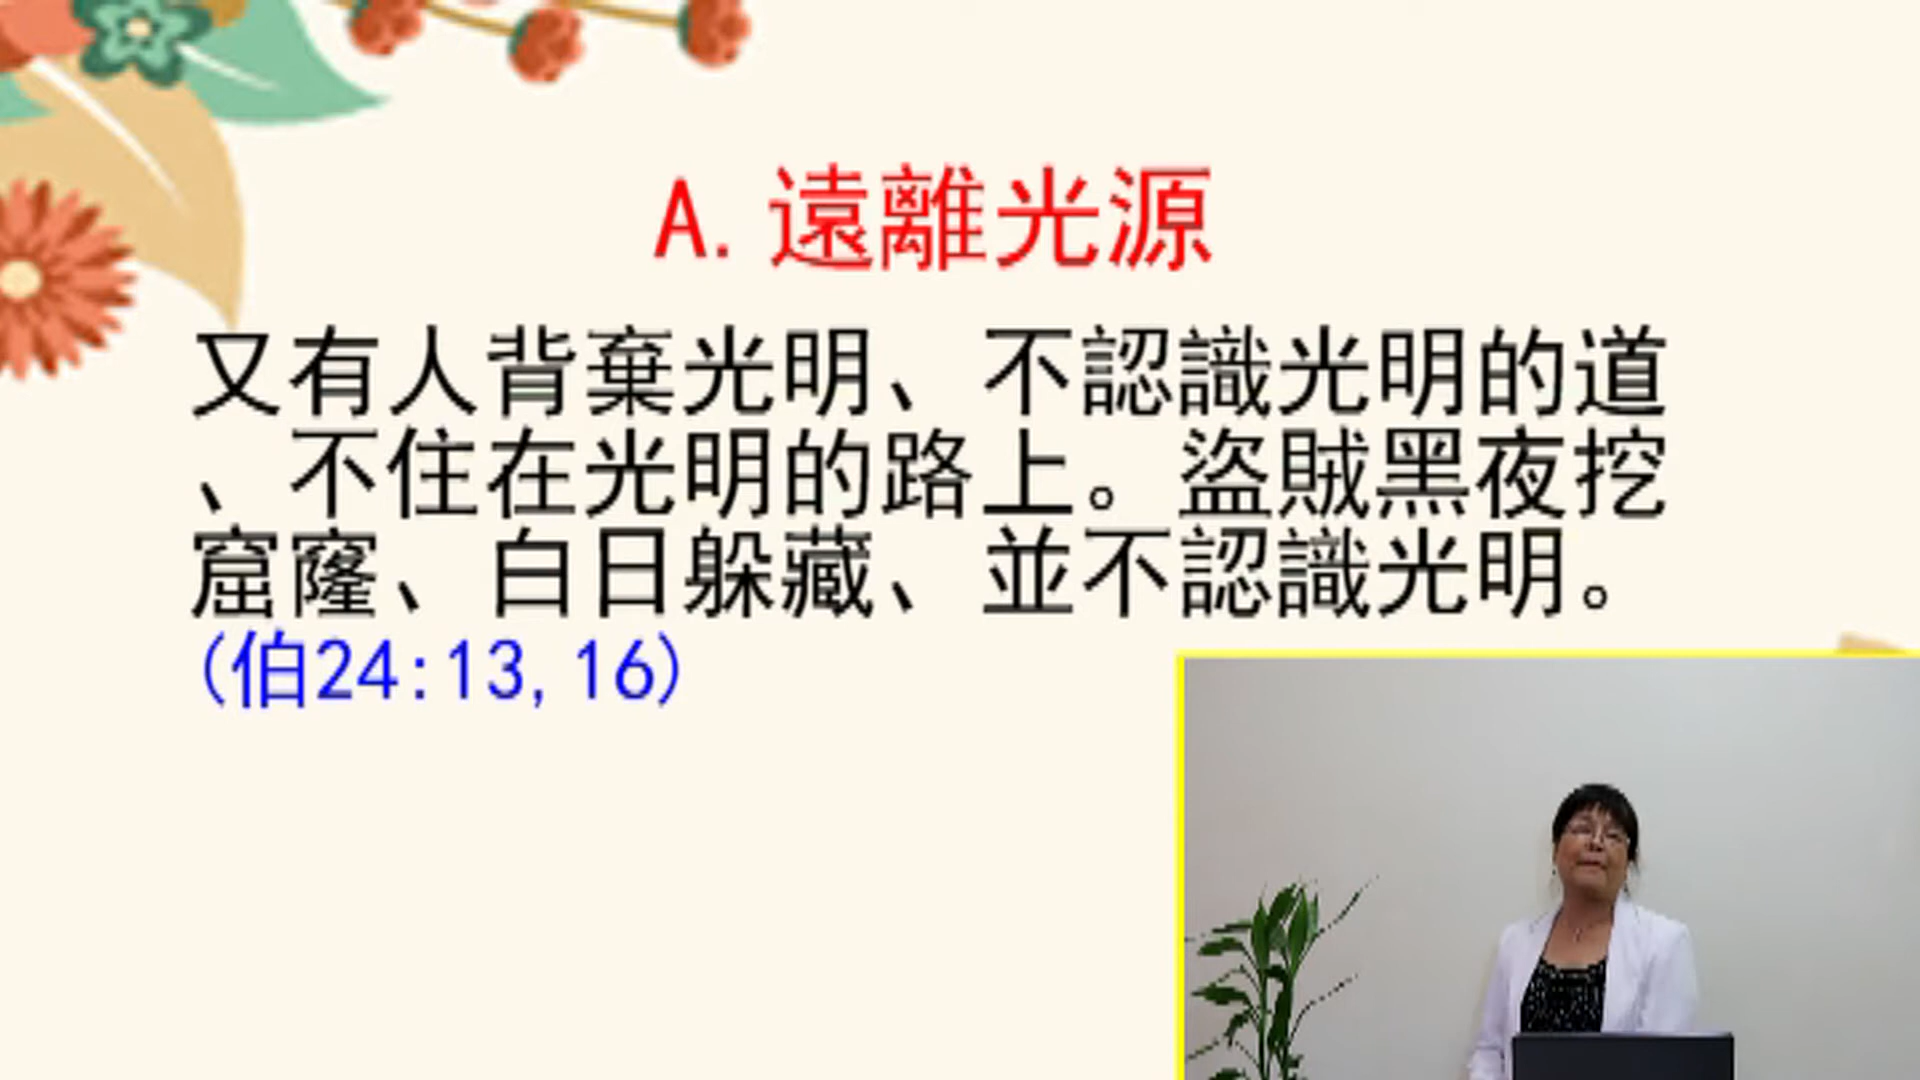 A.遠離光源
又有人背棄光明、不認識光明的道
、不住在光明的路上。盜賊黑夜挖
窟窿、白日躲藏、並不認識光明。
(伯24:13,16)